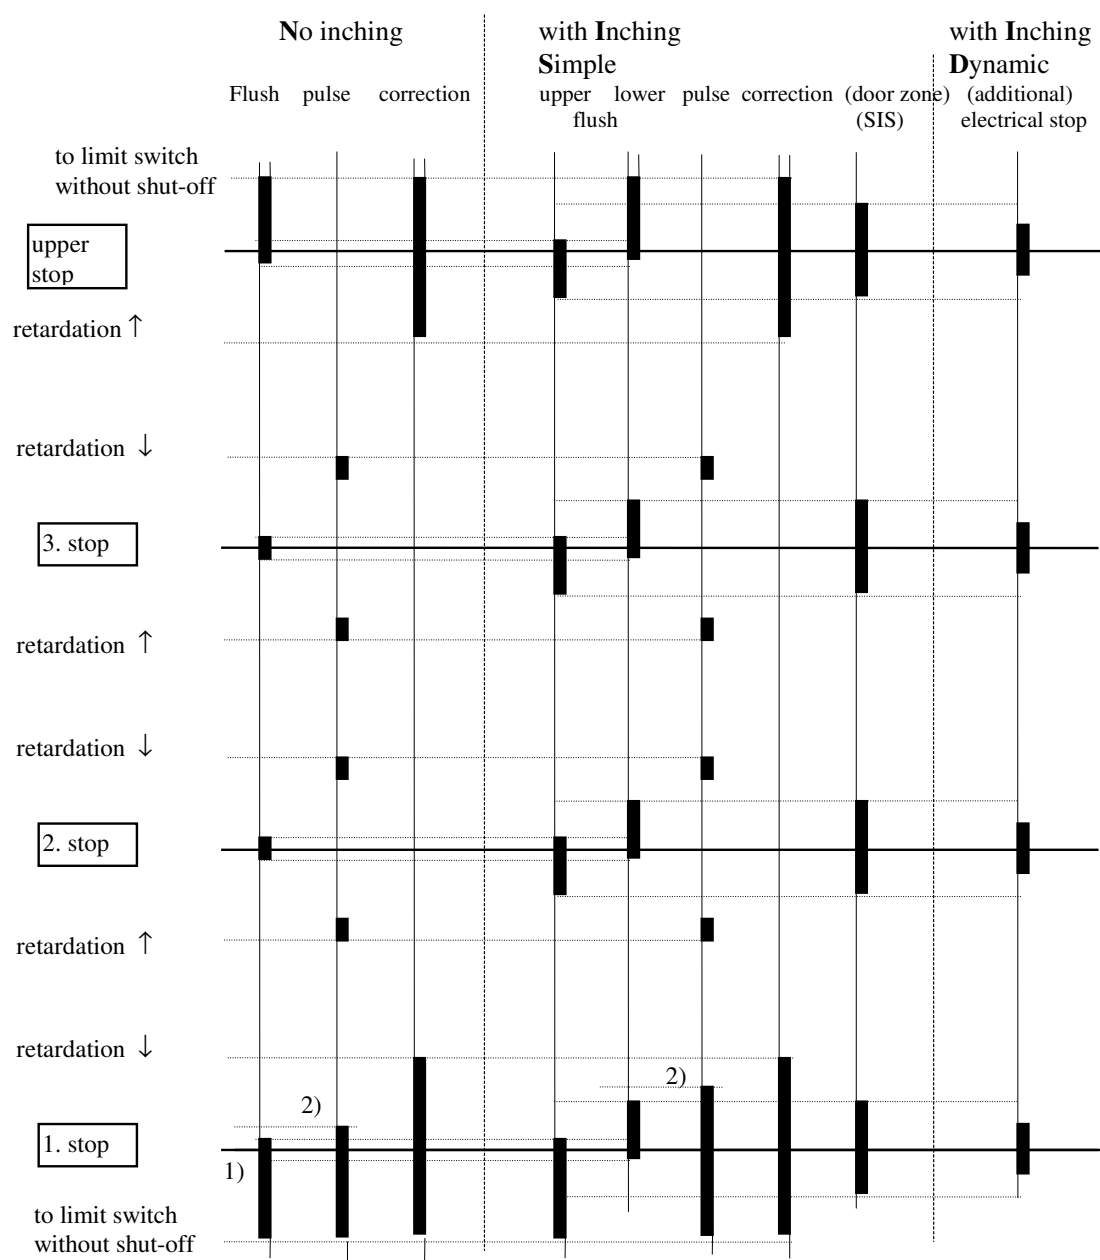 No inching
with Inching
Simple
with Inching
Dynamic
Flush pulse correction
upper lower pulse correction (door zone) (additional)
flush (SIS) electrical stop
to limit switch
without shut-off
upper
stop
retardation ↑
retardation ↓
3. stop
retardation ↑
retardation ↓
2. stop
retardation ↑
retardation ↓
2)
2)
1. stop
1)
to limit switch
without shut-off